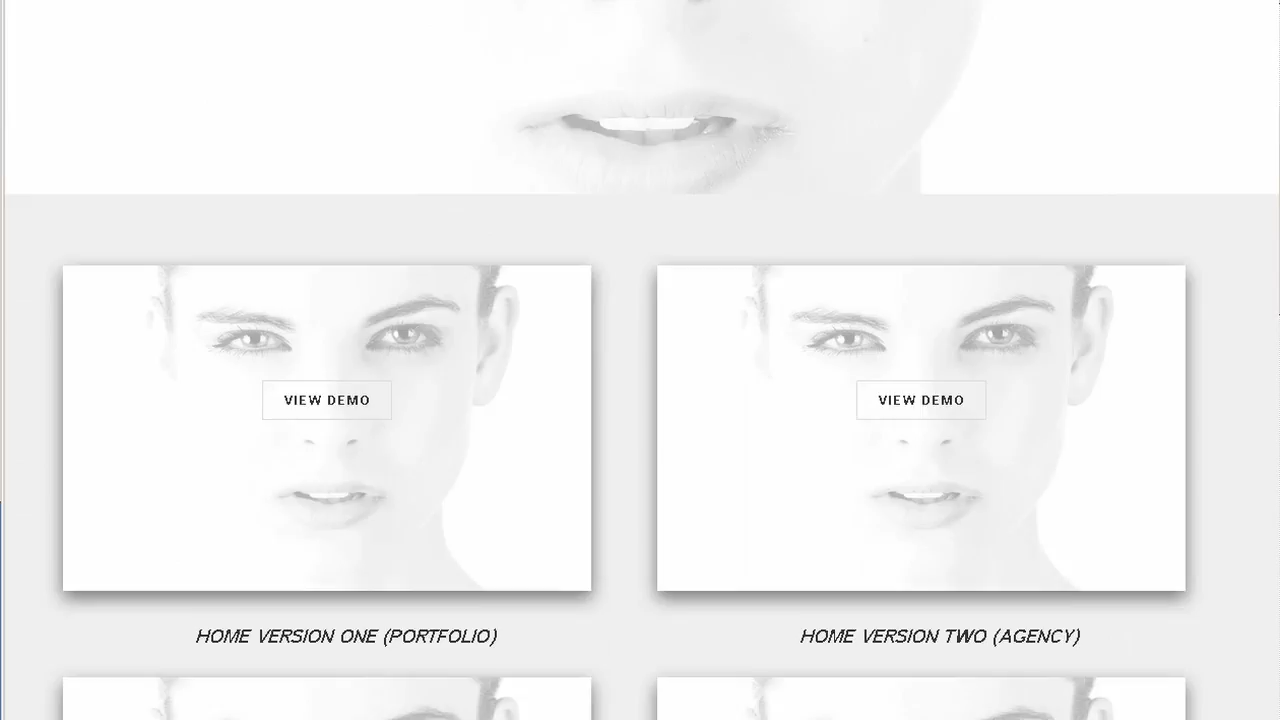 VIEW DEMO
VIEW DEMO
HOME VERSION ONE (PORTFOLIO)
HOME VERSION TWO (AGENCY)